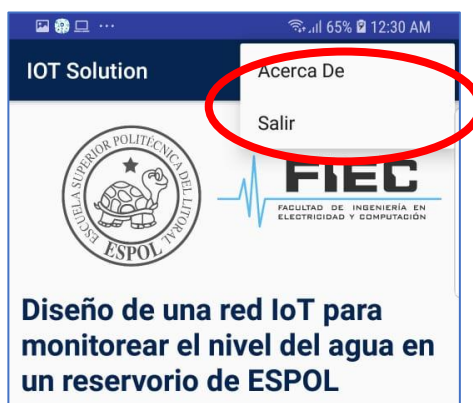 65% 12:30 AM
IOT Solution
Acerca De
Salir
ESCUELA SUPERIOR POLITÉCNICA DEL LITORAL
ESPOL
FIEC
FACULTAD DE INGENIERÍA EN
ELECTRICIDAD Y COMPUTACIÓN
Diseño de una red IoT para
monitorear el nivel del agua en
un reservorio de ESPOL